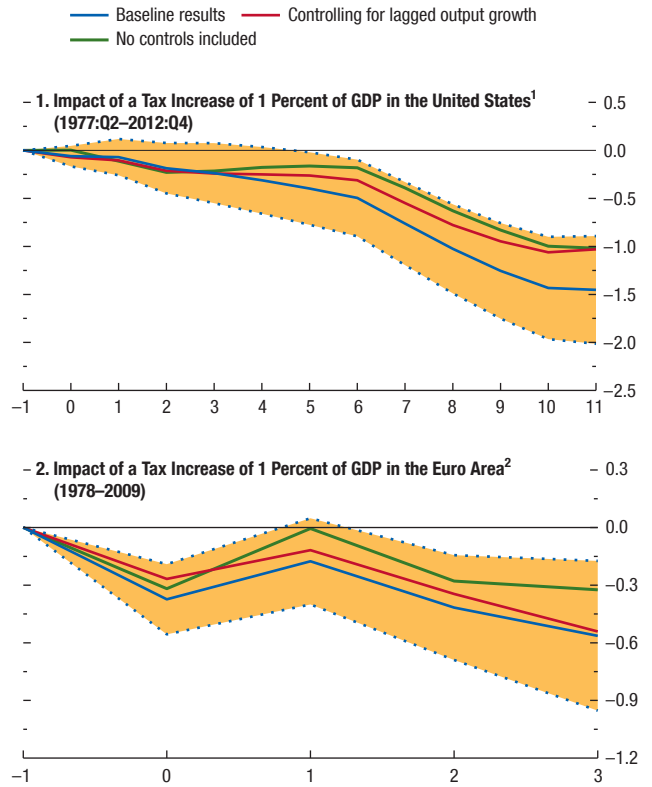 Baseline results Controlling for lagged output growth
No controls included
1. Impact of a Tax Increase of 1 Percent of GDP in the United States¹
(1977:Q2–2012:Q4)
0.5
0.0
–0.5
–1.0
–1.5
–2.0
–2.5
–1 0 1 2 3 4 5 6 7 8 9 10 11
2. Impact of a Tax Increase of 1 Percent of GDP in the Euro Area²
(1978–2009)
0.3
0.0
–0.3
–0.6
–0.9
–1.2
–1 0 1 2 3